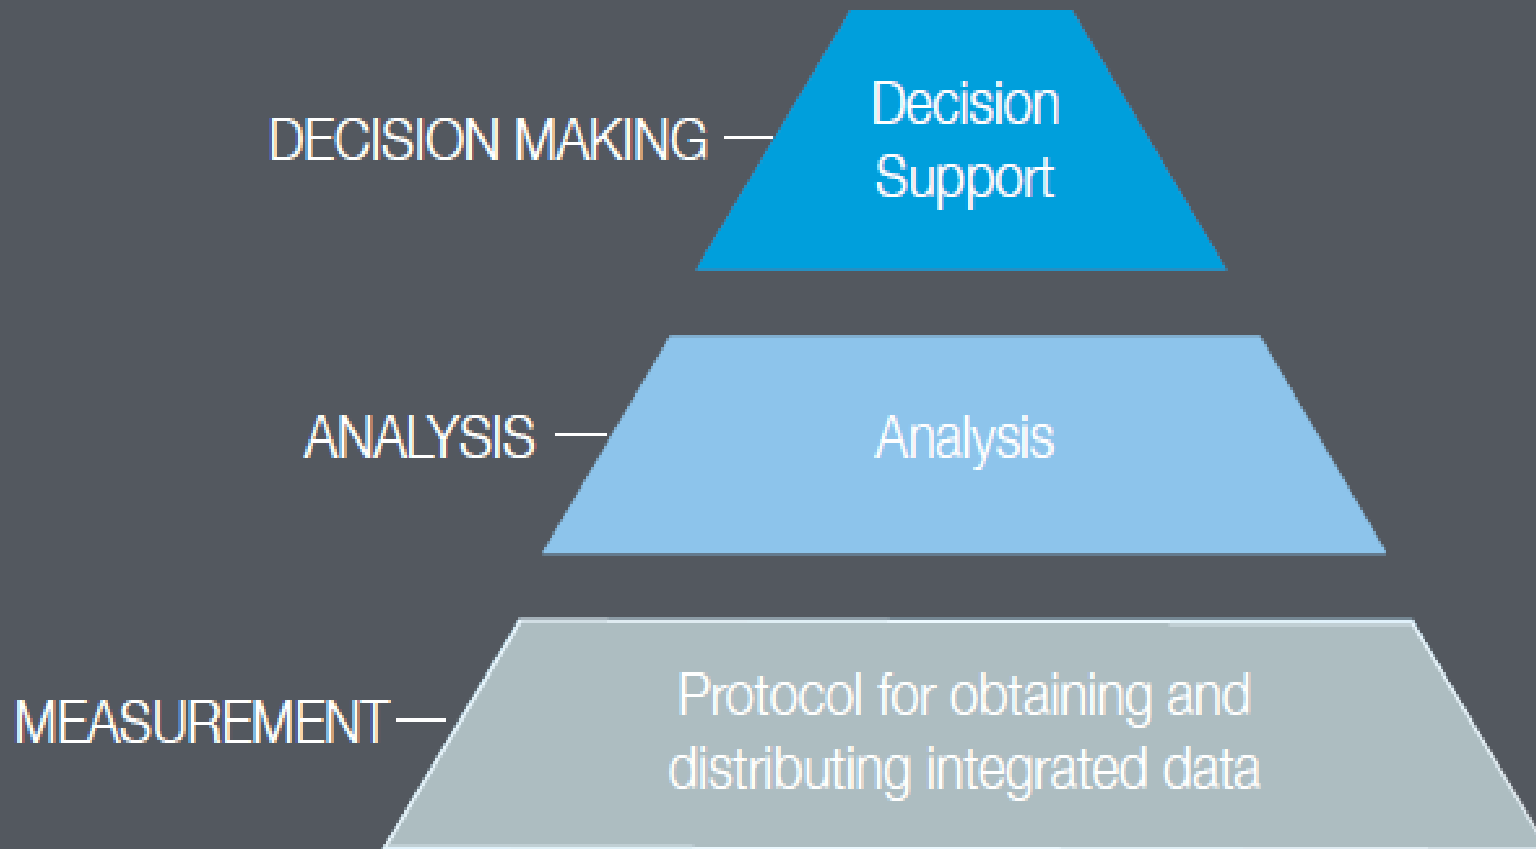 DECISION MAKING
Decision
Support
ANALYSIS
Analysis
MEASUREMENT
Protocol for obtaining and
distributing integrated data